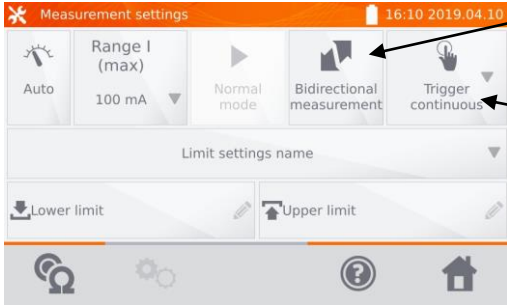 Measurement settings
16:10 2019.04.10
Auto
Range I
(max)
100 mA
Normal
mode
Bidirectional
measurement
Trigger
continuous
Limit settings name
Lower limit
Upper limit